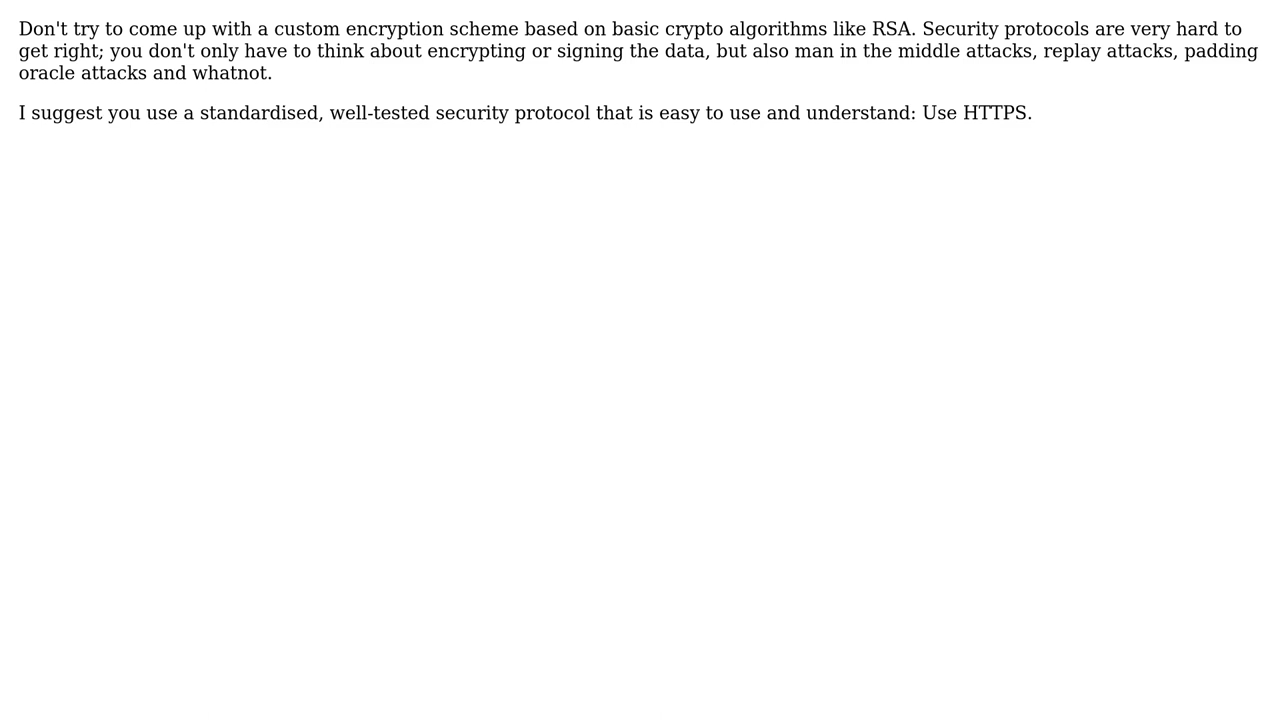 Don't try to come up with a custom encryption scheme based on basic crypto algorithms like RSA. Security protocols are very hard to
get right; you don't only have to think about encrypting or signing the data, but also man in the middle attacks, replay attacks, padding
oracle attacks and whatnot.
I suggest you use a standardised, well-tested security protocol that is easy to use and understand: Use HTTPS.